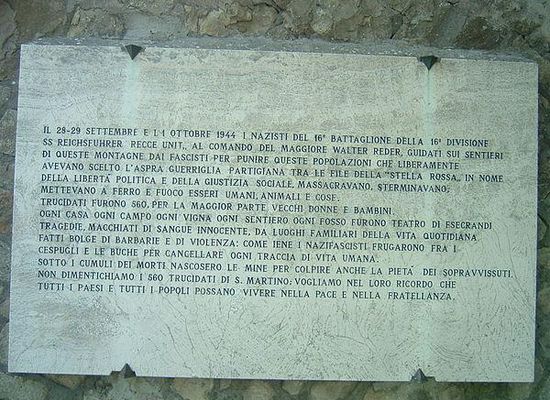 IL 28-29 SETTEMBRE E I L 1 OTTOBRE 1944 I NAZISTI DEL 16° BATTAGLIONE DELLA 16ª DIVISIONE
SS REICHSFUHRER RECCE UNIT., AL COMANDO DEL MAGGIORE WALTER REDER, GUIDATI SUI SENTIERI
DI QUESTE MONTAGNE DAI FASCISTI PER PUNIRE QUESTE POPOLAZIONI CHE LIBERAMENTE
AVEVANO SCELTO L'ASPRA GUERRIGLIA PARTIGIANA TRA LE FILE DELLA "STELLA ROSSA", IN NOME
DELLA LIBERTÀ POLITICA E DELLA GIUSTIZIA SOCIALE, MASSACRAVANO, STERMINAVANO,
METTEVANO A FERRO E FUOCO ESSERI UMANI, ANIMALI E COSE.
TRUCIDATI FURONO 560, PER LA MAGGIOR PARTE VECCHI DONNE E BAMBINI.
OGNI CASA OGNI CAMPO OGNI VIGNA OGNI SENTIERO OGNI FOSSO FURONO TEATRO DI ESECRANDI
TRAGEDIE, MACCHIATI DI SANGUE INNOCENTE, DA LUOGHI FAMILIARI DELLA VITA QUOTIDIANA
FATTI BOLGE DI BARBARIE E DI VIOLENZA: COME IENE I NAZIFASCISTI FRUGARONO FRA I
CESPUGLI E LE BUCHE PER CANCELLARE OGNI TRACCIA DI VITA UMANA.
SOTTO I CUMULI DEI MORTI NASCOSERO LE MINE PER COLPIRE ANCHE LA PIETÀ DEI SOPRAVVISSUTI.
NON DIMENTICHIAMO I 560 TRUCIDATI DI S. MARTINO: VOGLIAMO NEL LORO RICORDO CHE
TUTTI I PAESI E TUTTI I POPOLI POSSANO VIVERE NELLA PACE E NELLA FRATELLANZA.